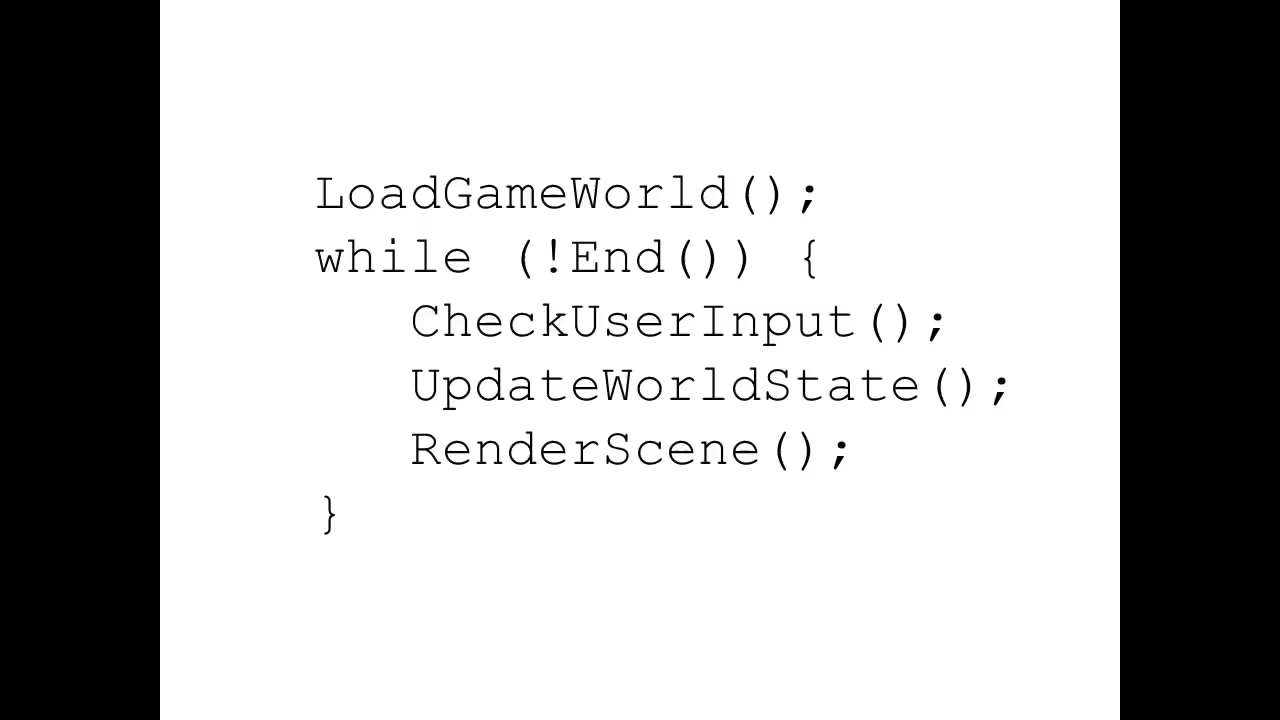 LoadGameWorld();
while (!End()) {
   CheckUserInput();
   UpdateWorldState();
   RenderScene();
}